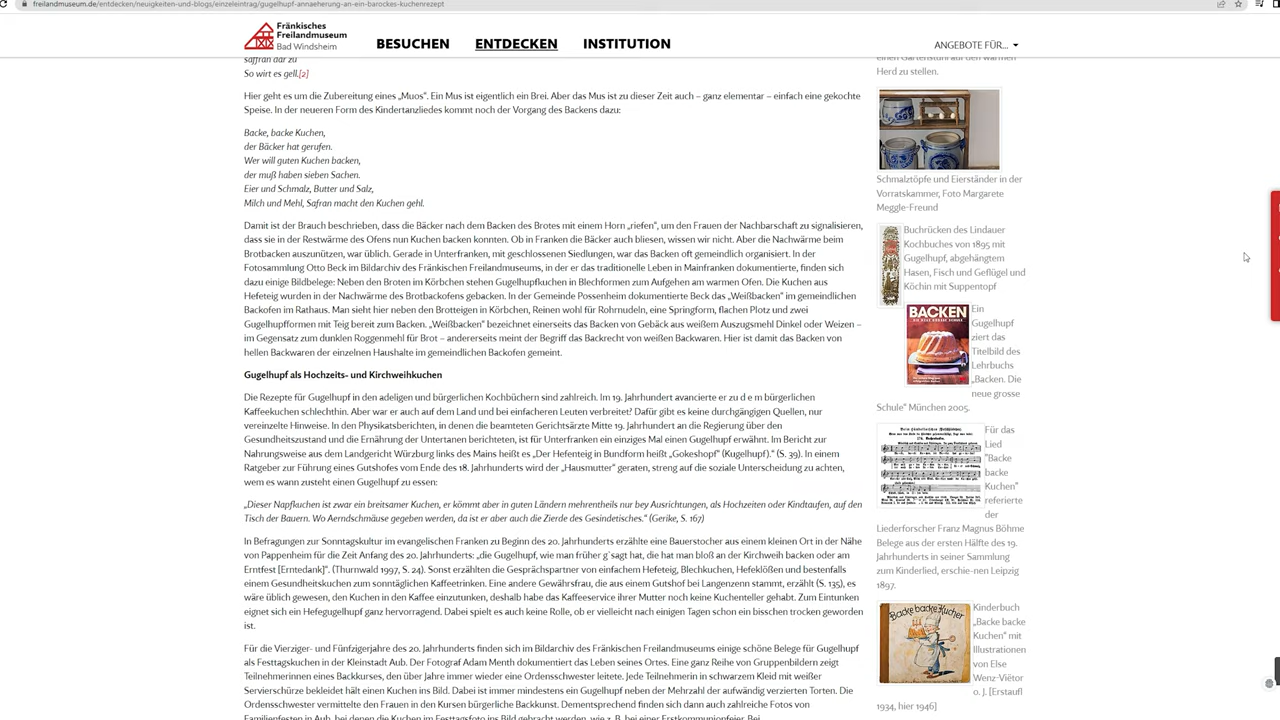 freilandmuseum.de/entdecken/neuigkeiten-und-blogs/einzeleintrag/gugelhupf-annaeherung-an-ein-barockes-kuchenrezept
Fränkisches
Freilandmuseum
Bad Windsheim
BESUCHEN
ENTDECKEN
INSTITUTION
ANGEBOTE FÜR...
saffran dar zu
So wirt es gell.[2]
Hier geht es um die Zubereitung eines „Muos". Ein Mus ist eigentlich ein Brei. Aber das Mus ist zu dieser Zeit auch – ganz elementar – einfach eine gekochte
Speise. In der neueren Form des Kindertanzliedes kommt noch der Vorgang des Backens dazu:
Backe, backe Kuchen,
der Bäcker hat gerufen.
Wer will guten Kuchen backen,
der muß haben sieben Sachen.
Eier und Schmalz, Butter und Salz,
Milch und Mehl, Safran macht den Kuchen gehl.
Damit ist der Brauch beschrieben, dass die Bäcker nach dem Backen des Brotes mit einem Horn „riefen", um den Frauen der Nachbarschaft zu signalisieren,
dass sie in der Restwärme des Ofens nun Kuchen backen konnten. Ob in Franken die Bäcker auch bliesen, wissen wir nicht. Aber die Nachwärme beim
Brotbacken auszunützen, war üblich. Gerade in Unterfranken, mit geschlossenen Siedlungen, war das Backen oft gemeindlich organisiert. In der
Fotosammlung Otto Beck im Bildarchiv des Fränkischen Freilandmuseums, in der er das traditionelle Leben in Mainfranken dokumentierte, finden sich
dazu einige Bildbelege: Neben den Broten im Körbchen stehen Gugelhupfkuchen in Blechformen zum Aufgehen am warmen Ofen. Die Kuchen aus
Hefeteig wurden in der Nachwärme des Brotbackofens gebacken. In der Gemeinde Possenheim dokumentierte Beck das „Weißbacken" im gemeindlichen
Backofen im Rathaus. Man sieht hier neben den Brotteigen in Körbchen, Reinen wohl für Rohrnudeln, eine Springform, flachen Plotz und zwei
Gugelhupfformen mit Teig bereit zum Backen. „Weißbacken" bezeichnet einerseits das Backen von Gebäck aus weißem Auszugsmehl Dinkel oder Weizen –
im Gegensatz zum dunklen Roggenmehl für Brot – andererseits meint der Begriff das Backrecht von weißen Backwaren. Hier ist damit das Backen von
hellen Backwaren der einzelnen Haushalte im gemeindlichen Backofen gemeint.
Gugelhupf als Hochzeits- und Kirchweihkuchen
Die Rezepte für Gugelhupf in den adeligen und bürgerlichen Kochbüchern sind zahlreich. Im 19. Jahrhundert avancierte er zu d e m bürgerlichen
Kaffeekuchen schlechthin. Aber war er auch auf dem Land und bei einfacheren Leuten verbreitet? Dafür gibt es keine durchgängigen Quellen, nur
vereinzelte Hinweise. In den Physikatsberichten, in denen die beamteten Gerichtsärzte Mitte 19. Jahrhundert an die Regierung über den
Gesundheitszustand und die Ernährung der Untertanen berichteten, ist für Unterfranken ein einziges Mal einen Gugelhupf erwähnt. Im Bericht zur
Nahrungsweise aus dem Landgericht Würzburg links des Mains heißt es „Der Hefenteig in Bundform heißt „Gokeshopf" (Kugelhupf)." (S. 39). In einem
Ratgeber zur Führung eines Gutshofes vom Ende des 18. Jahrhunderts wird der „Hausmutter" geraten, streng auf die soziale Unterscheidung zu achten,
wem es wann zusteht einen Gugelhupf zu essen:
„Dieser Napfkuchen ist zwar ein breitsamer Kuchen, er kömmt aber in guten Ländern mehrentheils nur bey Ausrichtungen, als Hochzeiten oder Kindtaufen, auf den
Tisch der Bauern. Wo Aerndschmäuse gegeben werden, da ist er aber auch die Zierde des Gesindetisches." (Gerike, S. 167)
In Befragungen zur Sonntagskultur im evangelischen Franken zu Beginn des 20. Jahrhunderts erzählte eine Bauerstocher aus einem kleinen Ort in der Nähe
von Pappenheim für die Zeit Anfang des 20. Jahrhunderts: „die Gugelhupf, wie man früher g´sagt hat, die hat man bloß an der Kirchweih backen oder am
Erntfest [Erntedank]". (Thurnwald 1997, S. 24). Sonst erzählten die Gesprächspartner von einfachem Hefeteig, Blechkuchen, Hefeklößen und bestenfalls
einem Gesundheitskuchen zum sonntäglichen Kaffeetrinken. Eine andere Gewährsfrau, die aus einem Gutshof bei Langenzenn stammt, erzählt (S. 135), es
wäre üblich gewesen, den Kuchen in den Kaffee einzutunken, deshalb habe das Kaffeeservice ihrer Mutter noch keine Kuchenteller gehabt. Zum Eintunken
eignet sich ein Hefegugelhupf ganz hervorragend. Dabei spielt es auch keine Rolle, ob er vielleicht nach einigen Tagen schon ein bisschen trocken geworden
ist.
Für die Vierziger- und Fünfzigerjahre des 20. Jahrhunderts finden sich im Bildarchiv des Fränkischen Freilandmuseums einige schöne Belege für Gugelhupf
als Festtagskuchen in der Kleinstadt Aub. Der Fotograf Adam Menth dokumentiert das Leben seines Ortes. Eine ganz Reihe von Gruppenbildern zeigt
Teilnehmerinnen eines Backkurses, den über Jahre immer wieder eine Ordensschwester leitete. Jede Teilnehmerin in schwarzem Kleid mit weißer
Servierschürze bekleidet hält einen Kuchen ins Bild. Dabei ist immer mindestens ein Gugelhupf neben der Mehrzahl der aufwändig verzierten Torten. Die
Ordensschwester vermittelte den Frauen in den Kursen bürgerliche Backkunst. Dementsprechend finden sich dann auch zahlreiche Fotos von
Familienfesten in Aub, bei denen die Kuchen im Festtagsfoto ins Bild gebracht werden, wie z. B. bei einer Erstkommunionfeier. Bei
einen Gartenstuhl auf den warmen
Herd zu stellen.
Schmalztöpfe und Eierständer in der
Vorratskammer, Foto Margarete
Meggle-Freund
Buchrücken des Lindauer
Kochbuches von 1895 mit
Gugelhupf, abgehängtem
Hasen, Fisch und Geflügel und
Köchin mit Suppentopf
BACKEN
Ein
Gugelhupf
ziert das
Titelbild des
Lehrbuchs
„Backen. Die
neue grosse
Schule" München 2005.
Für das
Lied
"Backe
backe
Kuchen"
referierte
der
Liederforscher Franz Magnus Böhme
Belege aus der ersten Hälfte des 19.
Jahrhunderts in seiner Sammlung
zum Kinderlied, erschie-nen Leipzig
1897.
Backe backe Kuchen
Kinderbuch
„Backe backe
Kuchen" mit
Illustrationen
von Else
Wenz-Viëtor
o. J. [Erstaufl
1934, hier 1946]